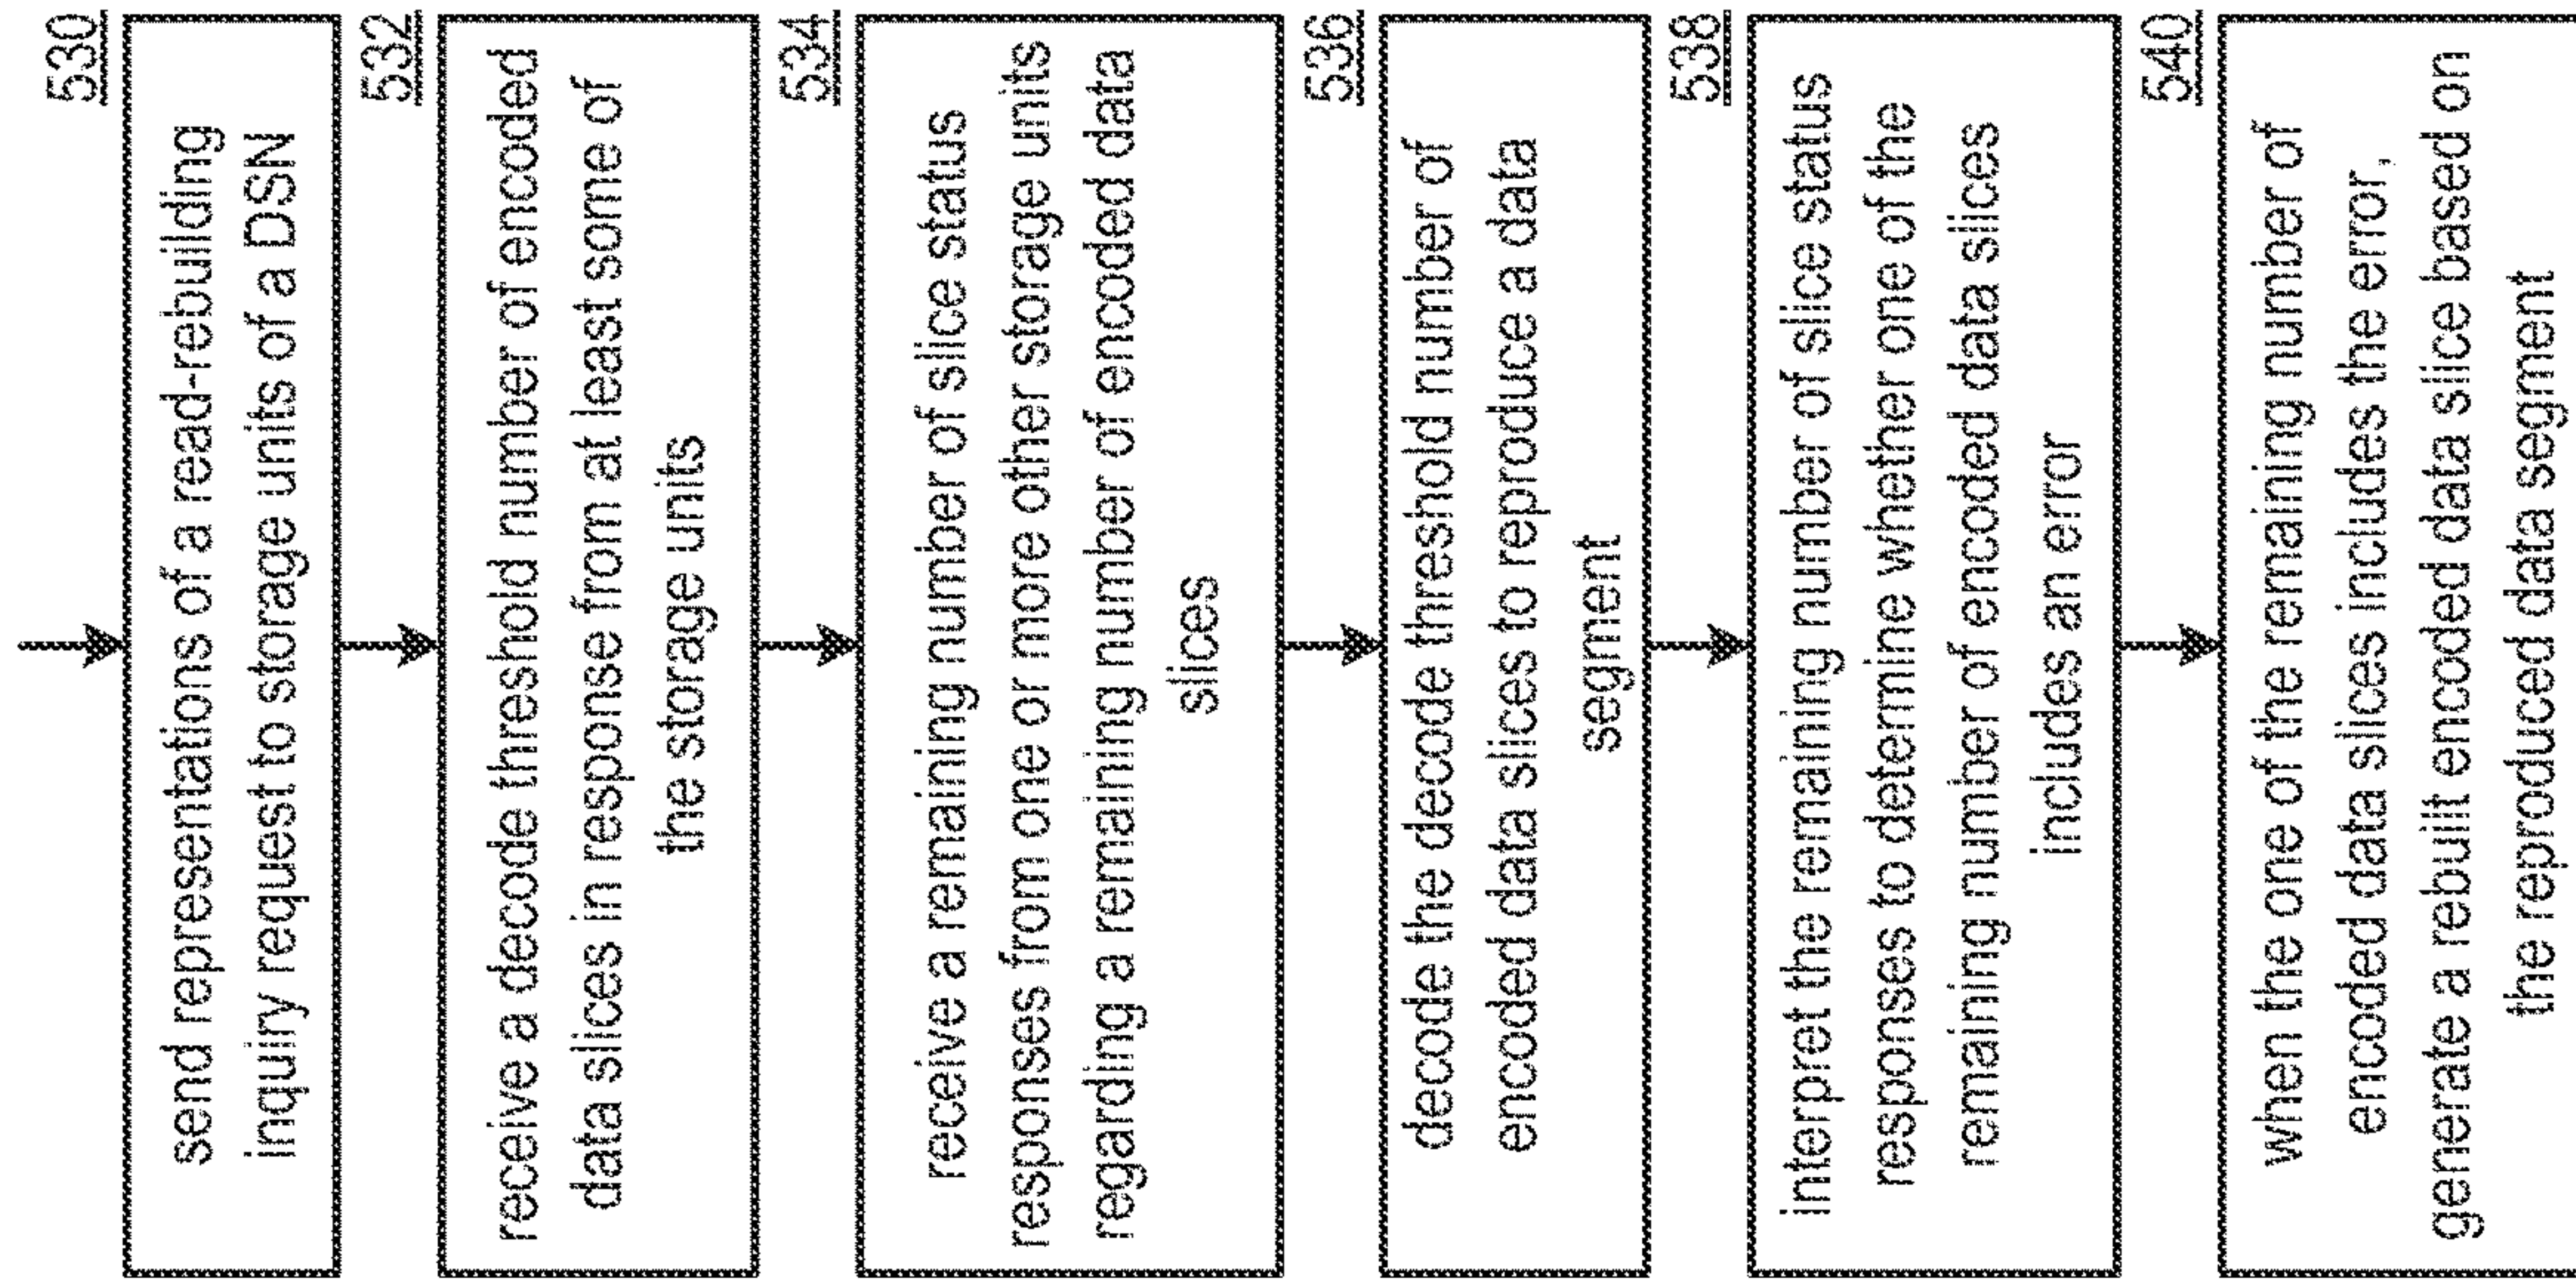 530
send representations of a read-rebuilding
inquiry request to storage units of a DSN
532
receive a decode threshold number of encoded
data slices in response from at least some of
the storage units
534
receive a remaining number of slice status
responses from one or more other storage units
regarding a remaining number of encoded data
slices
536
decode the decode threshold number of
encoded data slices to reproduce a data
segment
538
interpret the remaining number of slice status
responses to determine whether one of the
remaining number of encoded data slices
includes an error
540
when the one of the remaining number of
encoded data slices includes the error,
generate a rebuilt encoded data slice based on
the reproduced data segment